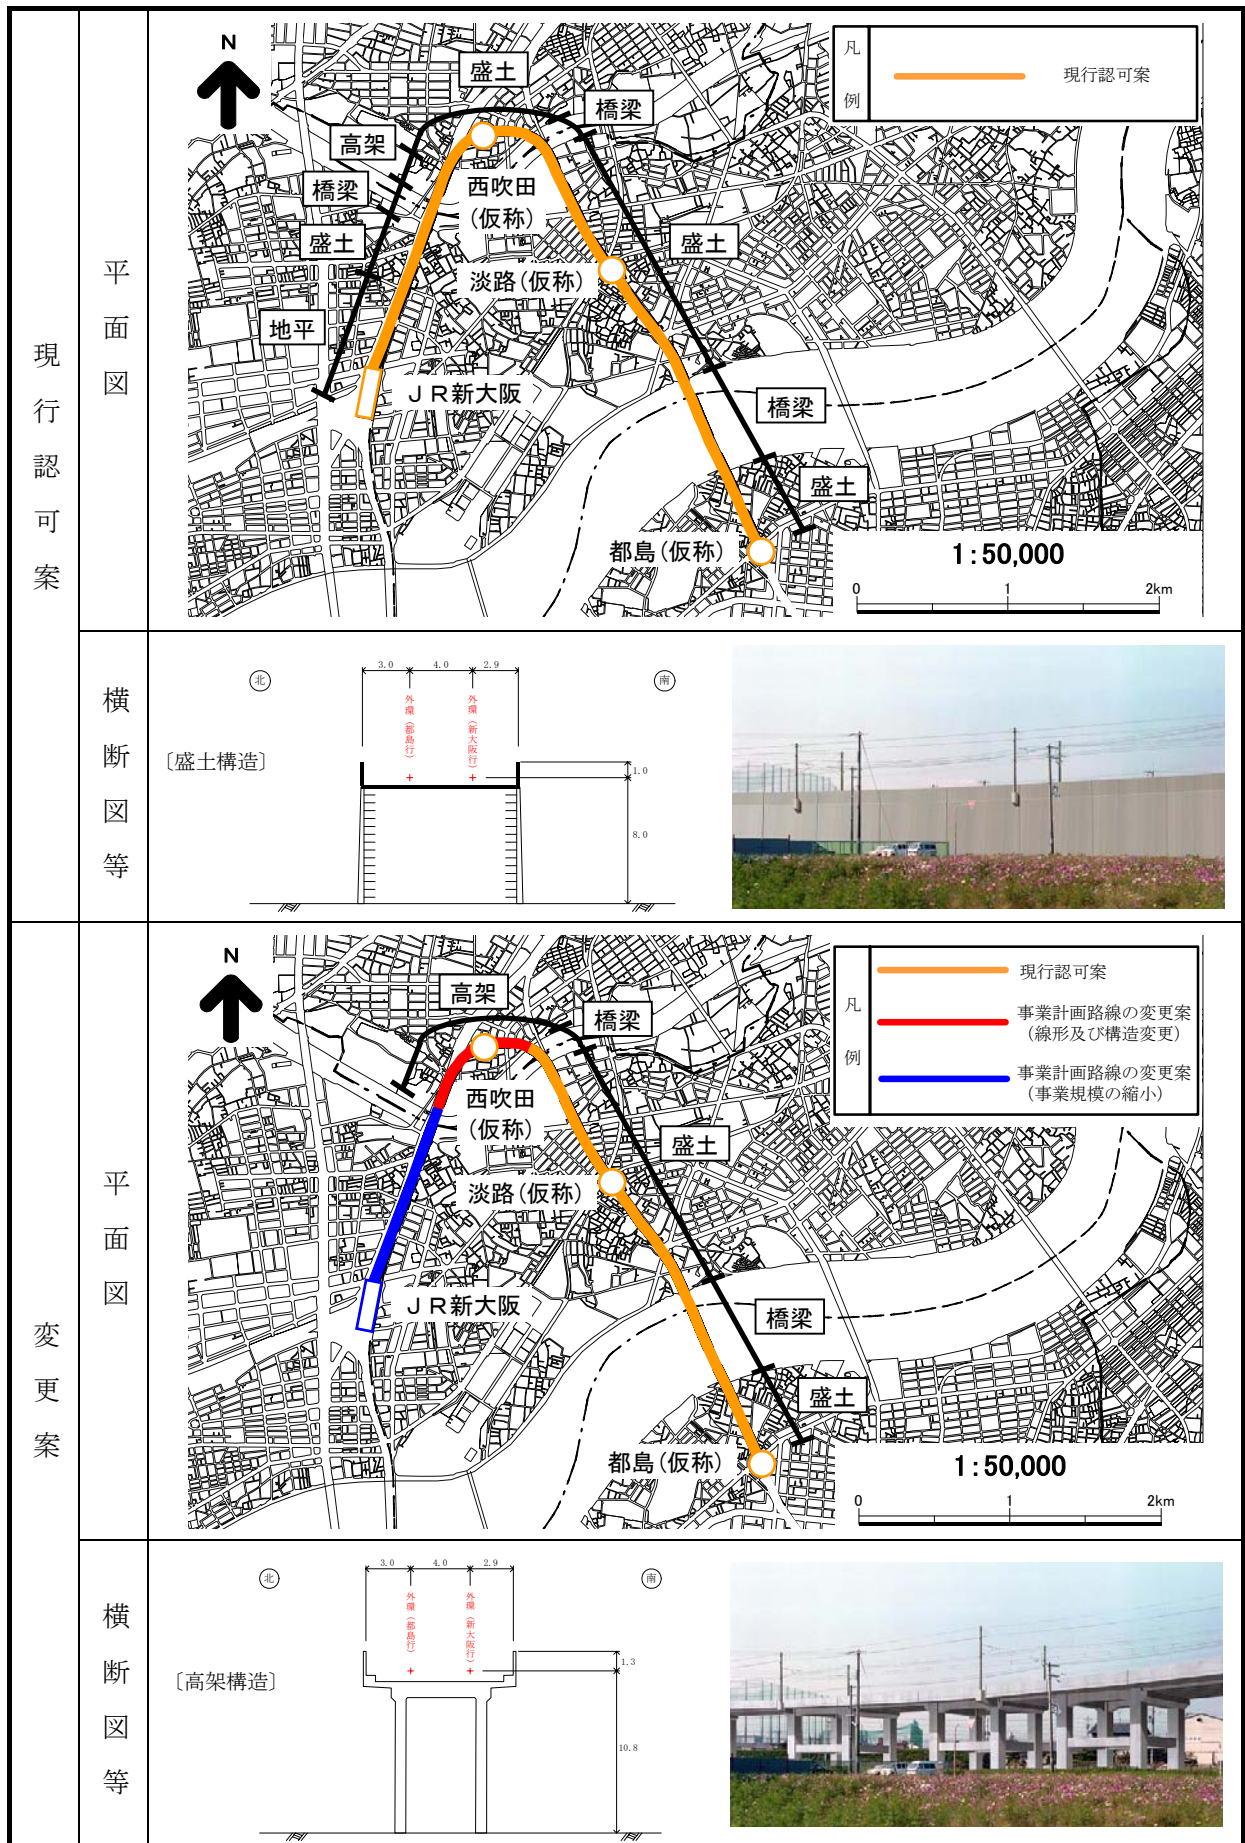 現行認可案
平面図
N
盛土
橋梁
高架
橋梁
盛土
地平
西吹田
(仮称)
盛土
淡路(仮称)
JR新大阪
橋梁
盛土
都島(仮称)
凡例
現行認可案
1:50,000
0 1 2km
横断図等
〔盛土構造〕
北
南
3.0 4.0 2.9
外環(都島行)
外環(新大阪行)
1.0
8.0
変更案
平面図
N
高架
橋梁
西吹田
(仮称)
盛土
淡路(仮称)
JR新大阪
橋梁
盛土
都島(仮称)
凡例
現行認可案
事業計画路線の変更案
(線形及び構造変更)
事業計画路線の変更案
(事業規模の縮小)
1:50,000
0 1 2km
横断図等
〔高架構造〕
北
南
3.0 4.0 2.9
外環(都島行)
外環(新大阪行)
1.3
10.8